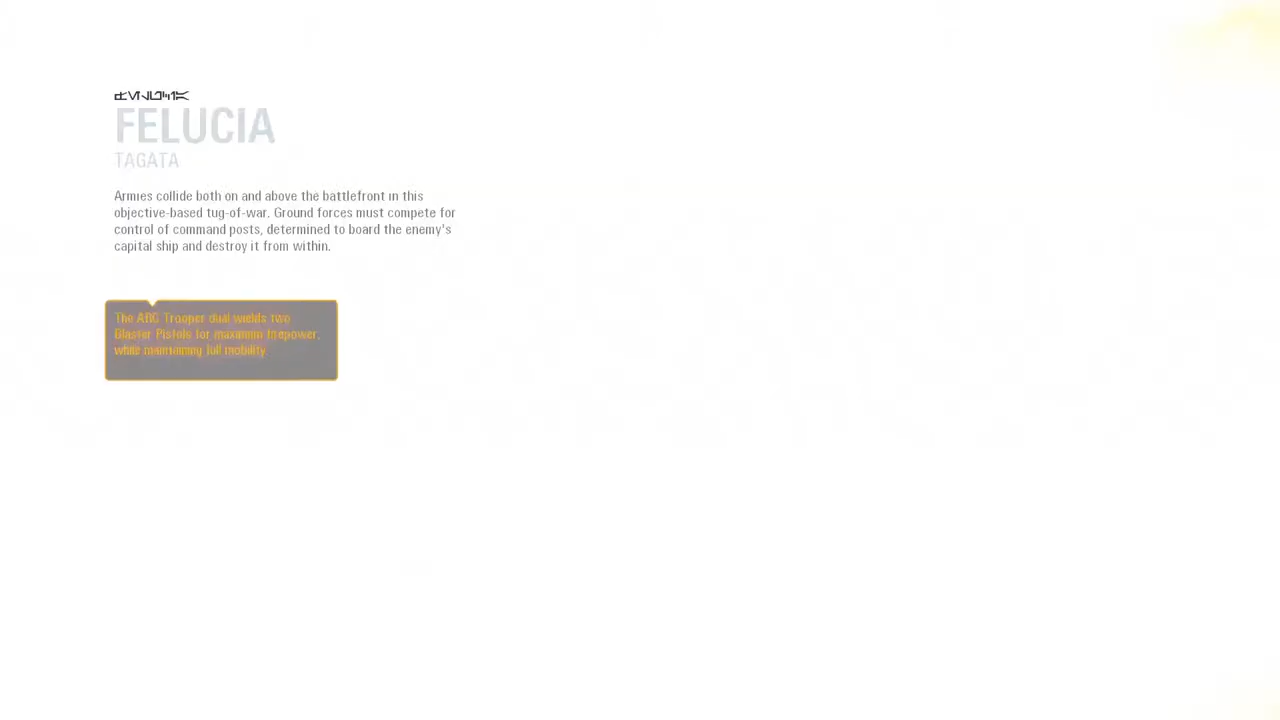 FELUCIA
TAGATA
Armies collide both on and above the battlefront in this
objective-based tug-of-war. Ground forces must compete for
control of command posts, determined to board the enemy's
capital ship and destroy it from within.
The ARC Trooper dual wields two
Blaster Pistols for maximum firepower,
while maintaining full mobility.